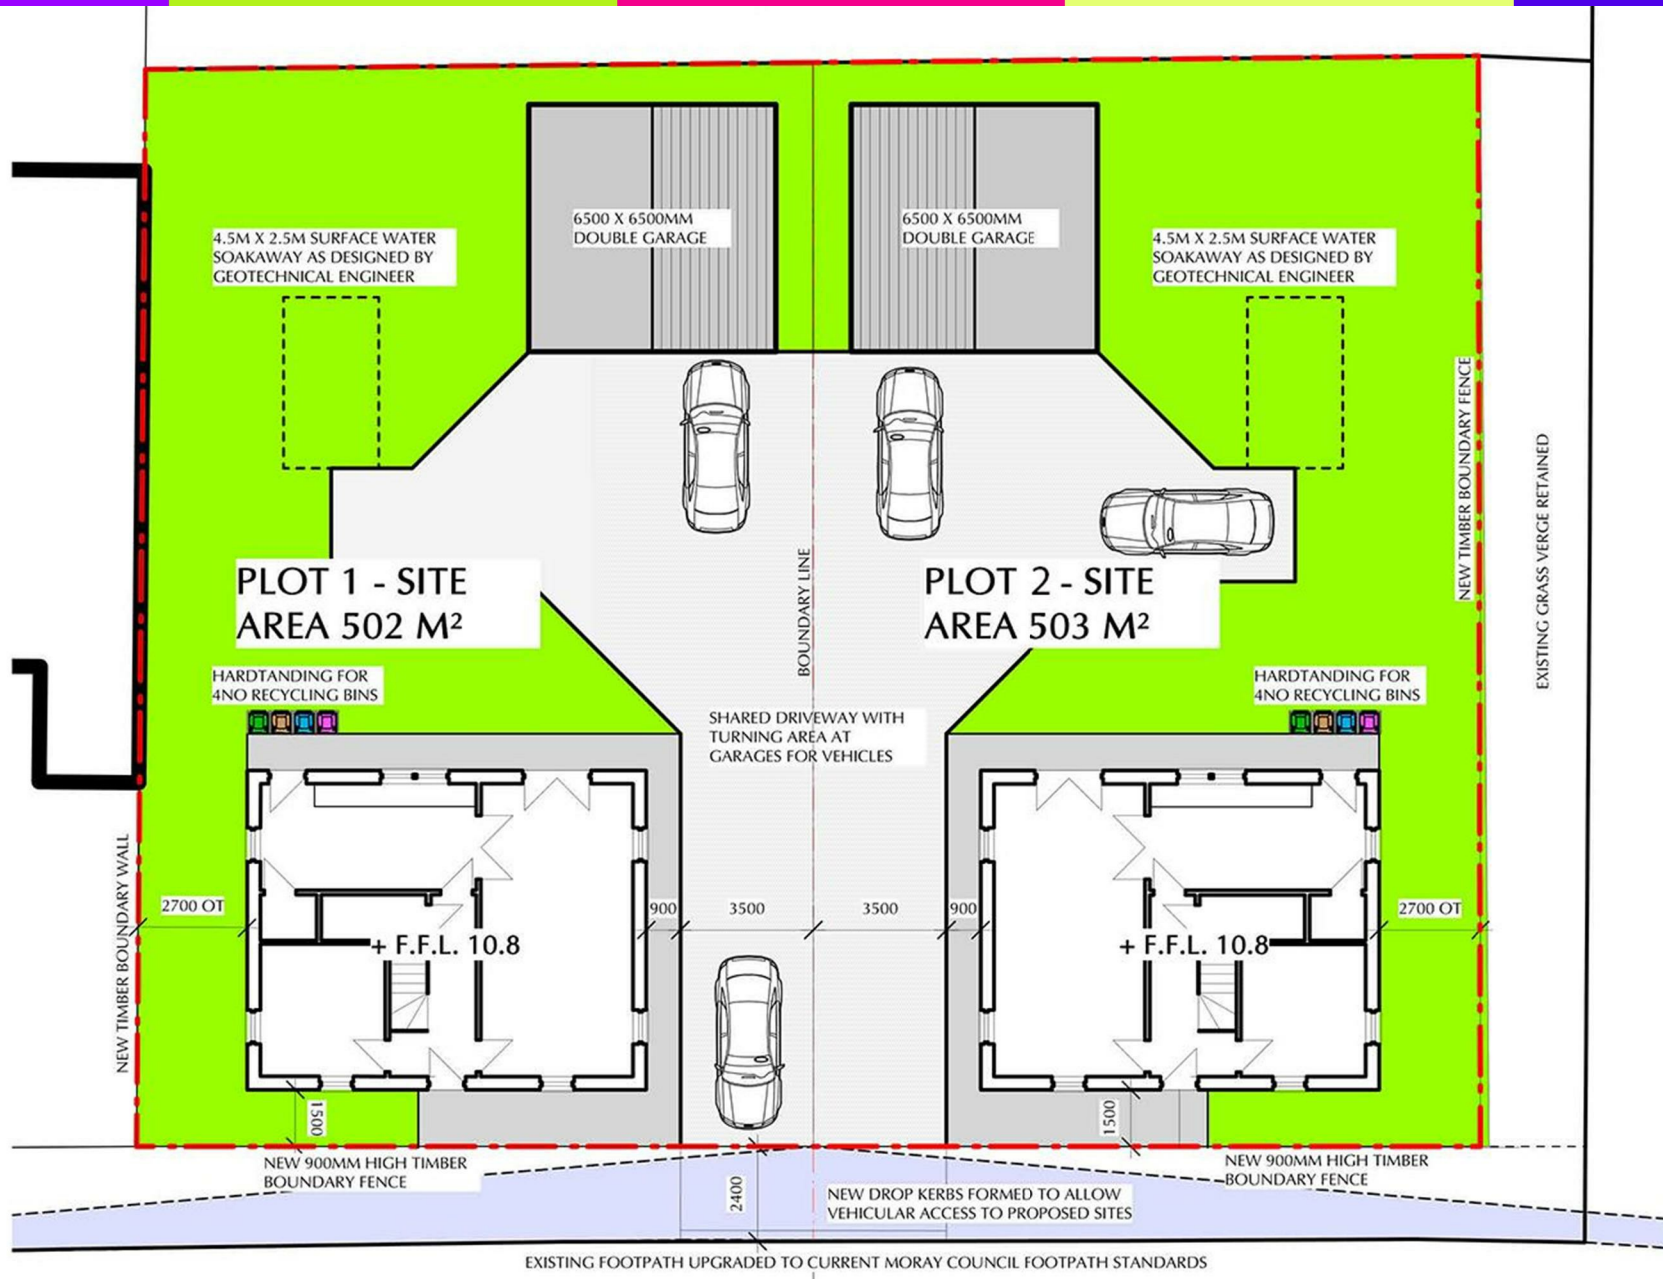 6500 X 6500MM
DOUBLE GARAGE
6500 X 6500MM
DOUBLE GARAGE
4.5M X 2.5M SURFACE WATER
SOAKAWAY AS DESIGNED BY
GEOTECHNICAL ENGINEER
4.5M X 2.5M SURFACE WATER
SOAKAWAY AS DESIGNED BY
GEOTECHNICAL ENGINEER
NEW TIMBER BOUNDARY FENCE
EXISTING GRASS VERGE RETAINED
BOUNDARY LINE
PLOT 1 - SITE
AREA 502 M²
PLOT 2 - SITE
AREA 503 M²
HARDTANDING FOR
4NO RECYCLING BINS
HARDTANDING FOR
4NO RECYCLING BINS
SHARED DRIVEWAY WITH
TURNING AREA AT
GARAGES FOR VEHICLES
NEW TIMBER BOUNDARY WALL
2700 OT
900
3500
3500
900
2700 OT
+ F.F.L. 10.8
+ F.F.L. 10.8
1500
1500
NEW 900MM HIGH TIMBER
BOUNDARY FENCE
NEW 900MM HIGH TIMBER
BOUNDARY FENCE
2400
NEW DROP KERBS FORMED TO ALLOW
VEHICULAR ACCESS TO PROPOSED SITES
EXISTING FOOTPATH UPGRADED TO CURRENT MORAY COUNCIL FOOTPATH STANDARDS